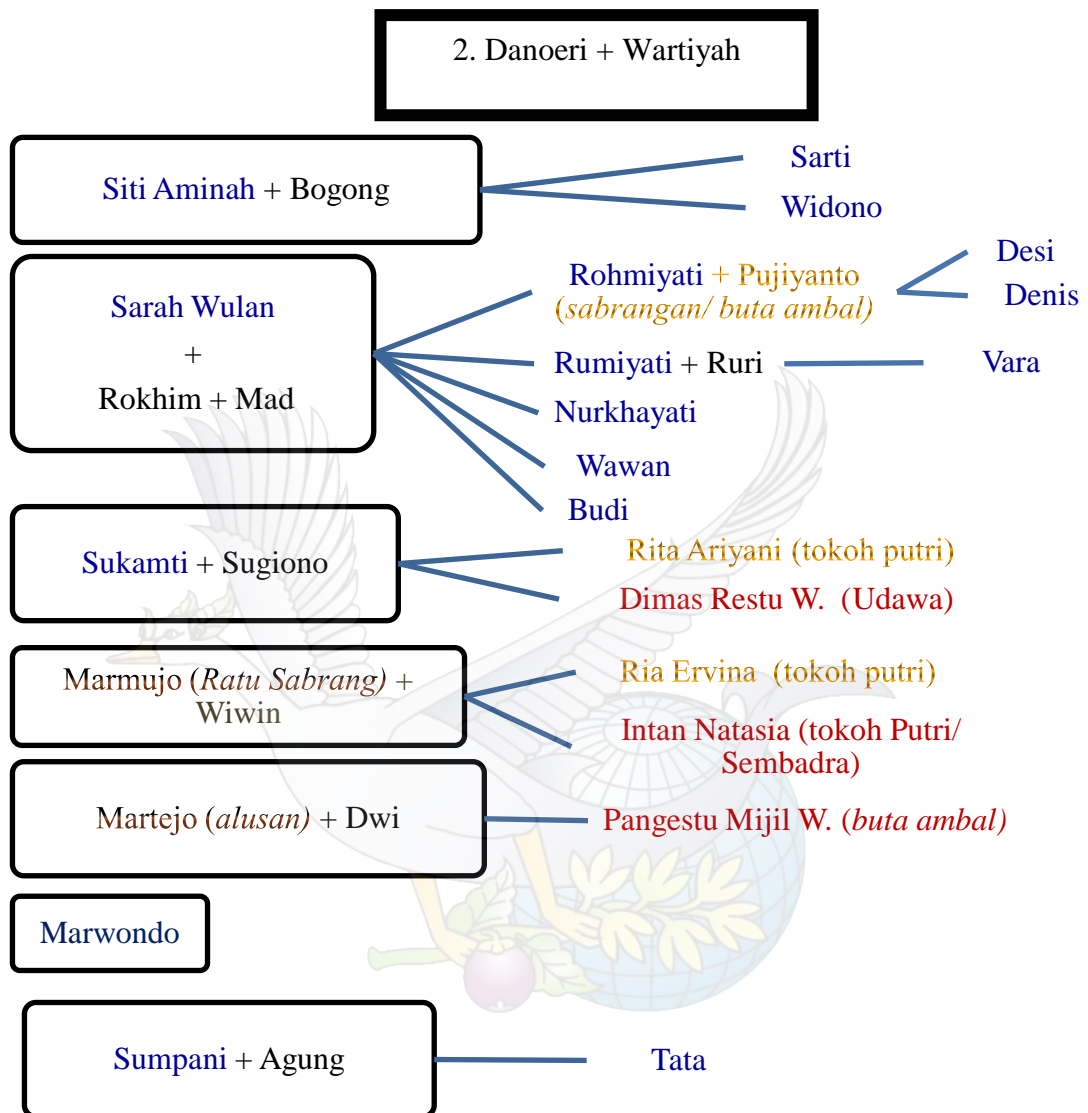 2. Danoeri + Wartiyah
Siti Aminah + Bogong
Sarti
Widono
Sarah Wulan
+
Rokhim + Mad
Rohmiyati + Pujiyanto
(sabrangan/ buta ambal)
Desi
Denis
Rumiyati + Ruri
Vara
Nurkhayati
Wawan
Budi
Sukamti + Sugiono
Rita Ariyani (tokoh putri)
Dimas Restu W. (Udawa)
Marmujo (Ratu Sabrang) +
Wiwin
Ria Ervina (tokoh putri)
Intan Natasia (tokoh Putri/
Sembadra)
Martejo (alusan) + Dwi
Pangestu Mijil W. (buta ambal)
Marwondo
Sumpani + Agung
Tata